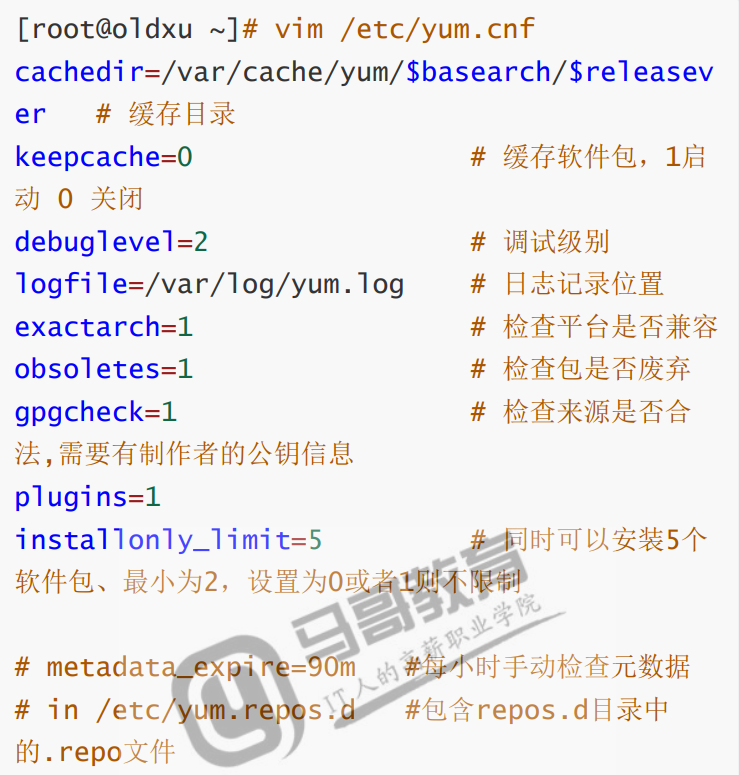 [root@oldxu ~]# vim /etc/yum.cnf
cachedir=/var/cache/yum/$basearch/$releasev
er   # 缓存目录
keepcache=0 # 缓存软件包，1启
动 0 关闭
debuglevel=2 # 调试级别
logfile=/var/log/yum.log # 日志记录位置
exactarch=1 # 检查平台是否兼容
obsoletes=1 # 检查包是否废弃
gpgcheck=1 # 检查来源是否合
法,需要有制作者的公钥信息
plugins=1
installonly_limit=5 # 同时可以安装5个
软件包、最小为2，设置为0或者1则不限制
# metadata_expire=90m #每小时手动检查元数据
# in /etc/yum.repos.d #包含repos.d目录中
的.repo文件
马哥教育
IT人的高薪职业学院